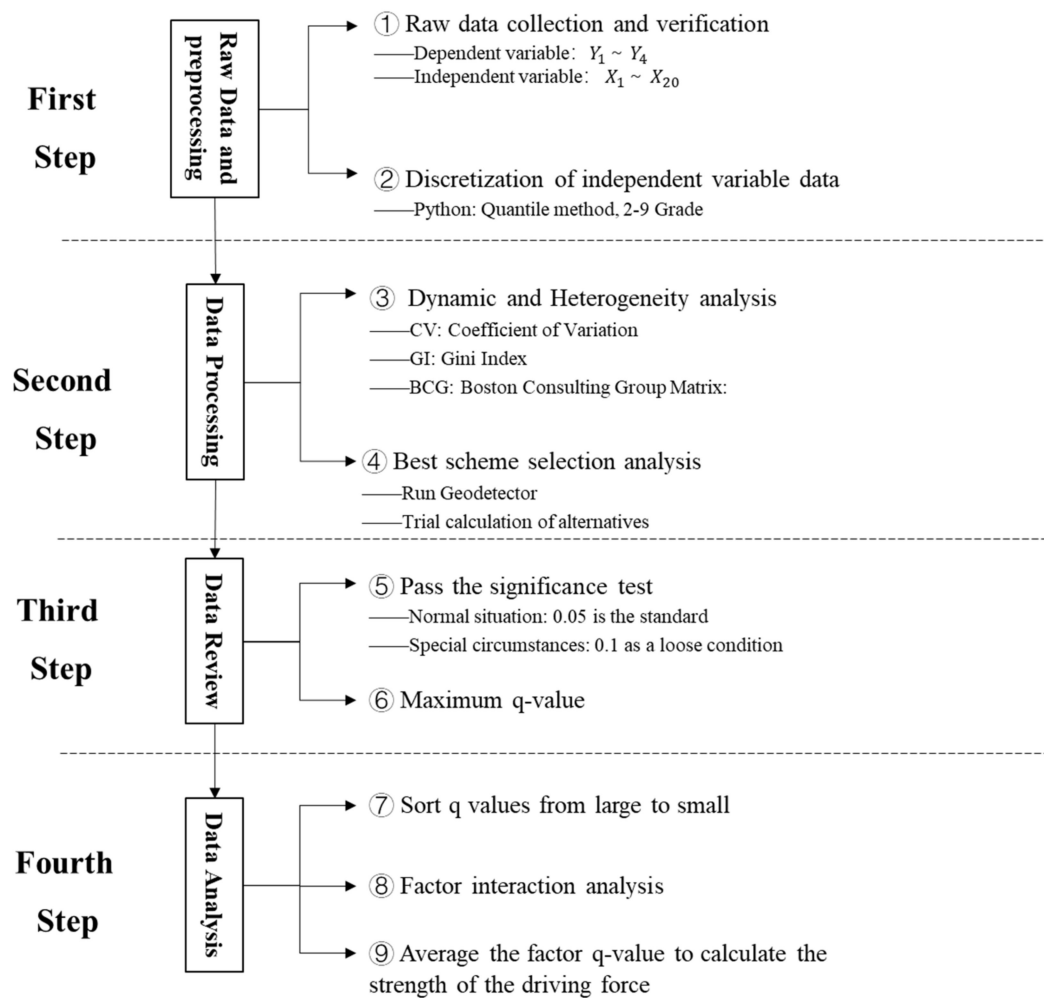 First
Step
Raw Data and
preprocessing
① Raw data collection and verification
——Dependent variable: Y₁ ~ Y₄
——Independent variable: X₁ ~ X₂₀
② Discretization of independent variable data
——Python: Quantile method, 2-9 Grade
Second
Step
Data Processing
③ Dynamic and Heterogeneity analysis
——CV: Coefficient of Variation
——GI: Gini Index
——BCG: Boston Consulting Group Matrix:
④ Best scheme selection analysis
——Run Geodetector
——Trial calculation of alternatives
Third
Step
Data Review
⑤ Pass the significance test
——Normal situation: 0.05 is the standard
——Special circumstances: 0.1 as a loose condition
⑥ Maximum q-value
Fourth
Step
Data Analysis
⑦ Sort q values from large to small
⑧ Factor interaction analysis
⑨ Average the factor q-value to calculate the
strength of the driving force